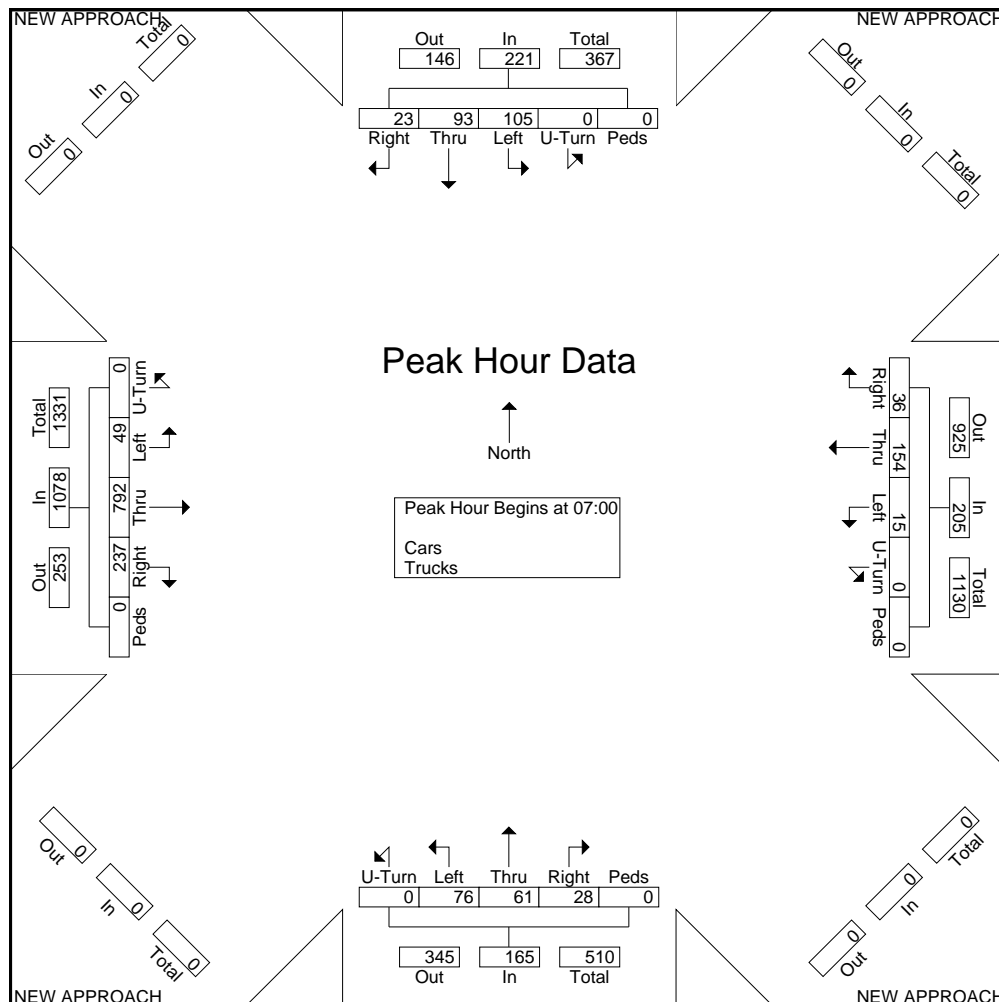 NEW APPROACH
Total
0
In
0
Out
0
Out In Total
146 221 367
23 93 105 0 0
Right Thru Left U-Turn Peds
NEW APPROACH
Out
0
In
0
Total
0
Total
1331
In
1078
Out
253
0 49 792 237 0
U-Turn Left Thru Right Peds
Peak Hour Data
North
Peak Hour Begins at 07:00
Cars
Trucks
Right Thru Left U-Turn Peds
36 154 15 0 0
Out
925
In
205
Total
1130
0
Out
0
In
0
Total
NEW APPROACH
U-Turn Left Thru Right Peds
0 76 61 28 0
345 165 510
Out In Total
0
Total
0
In
0
Out
NEW APPROACH